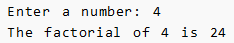 Enter a number: 4
The factorial of 4 is 24